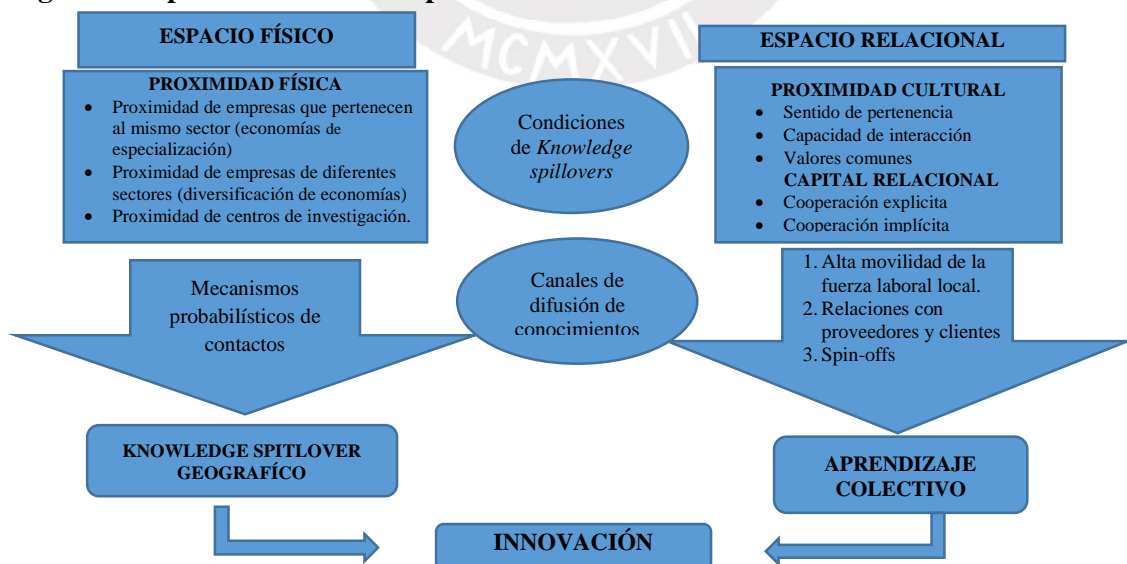 ESPACIO FÍSICO
PROXIMIDAD FÍSICA
• Proximidad de empresas que pertenecen
al mismo sector (economías de
especialización)
• Proximidad de empresas de diferentes
sectores (diversificación de economías)
• Proximidad de centros de investigación.
Mecanismos
probabilísticos de
contactos
KNOWLEDGE SPITLOVER
GEOGRAFÍCO
MCMXVII
Condiciones
de Knowledge
spillovers
Canales de
difusión de
conocimientos
ESPACIO RELACIONAL
PROXIMIDAD CULTURAL
• Sentido de pertenencia
• Capacidad de interacción
• Valores comunes
CAPITAL RELACIONAL
• Cooperación explicita
• Cooperación implícita
1. Alta movilidad de la
fuerza laboral local.
2. Relaciones con
proveedores y clientes
3. Spin-offs
APRENDIZAJE
COLECTIVO
INNOVACIÓN